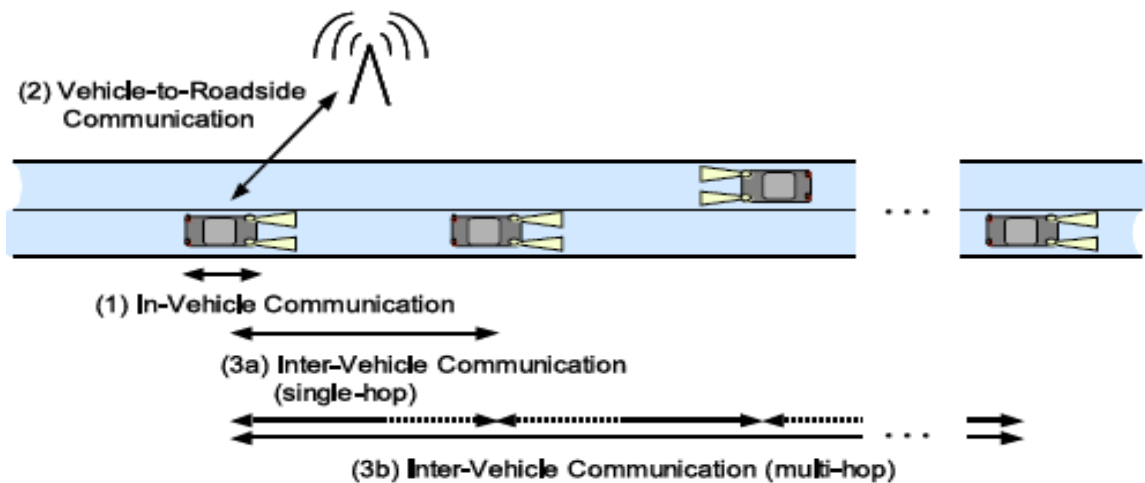 (2) Vehicle-to-Roadside
Communication
. . .
(1) In-Vehicle Communication
(3a) Inter-Vehicle Communication
(single-hop)
. . .
(3b) Inter-Vehicle Communication (multi-hop)